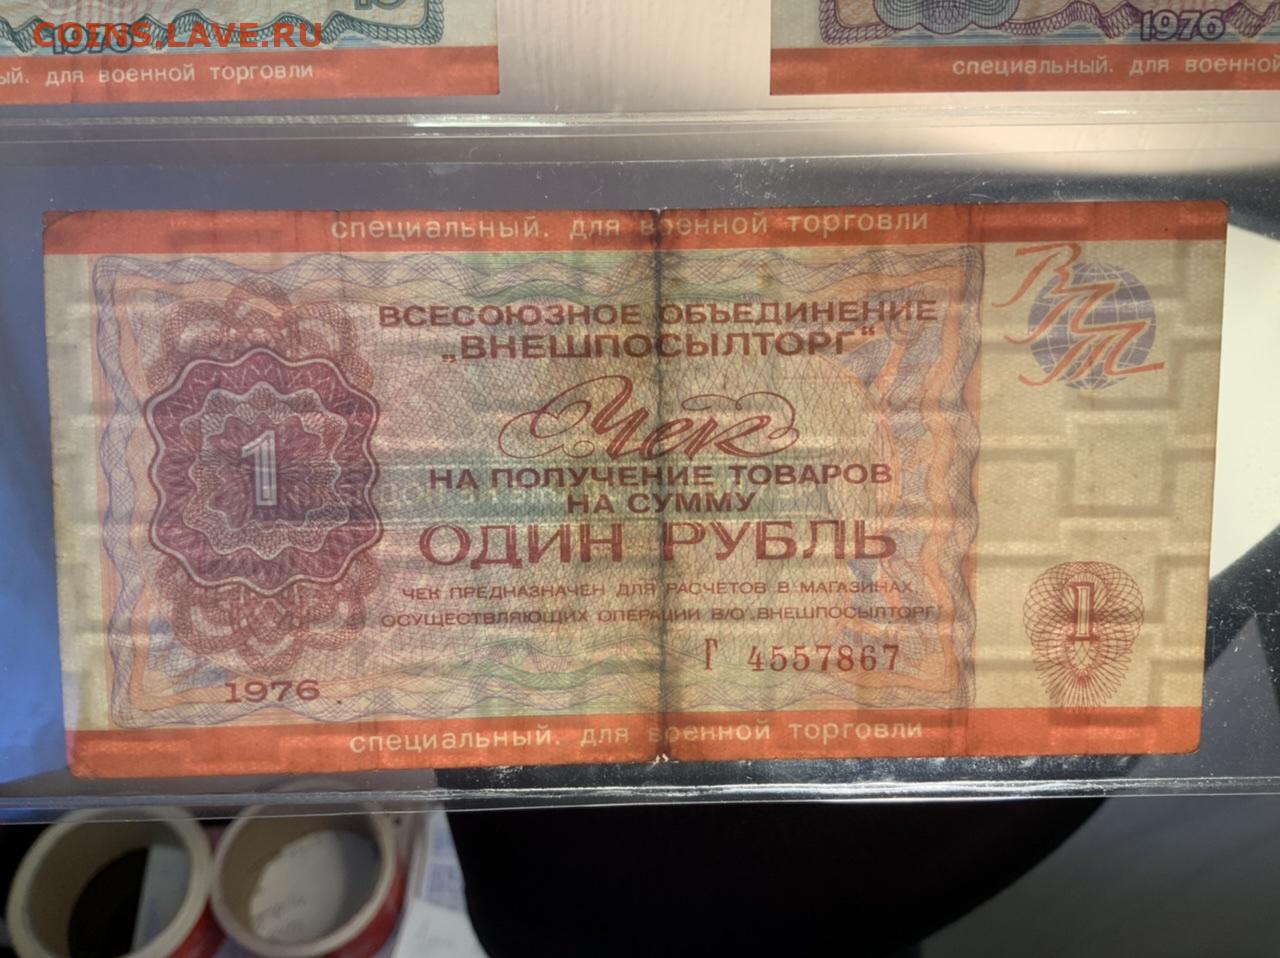 COINS.LAVE.RU
1976
1976
ый. для военной торговли
специальный. для военной
специальный. для военной торговли
ВСЕСОЮЗНОЕ ОБЪЕДИНЕНИЕ
„ВНЕШПОСЫЛТОРГ“
ВПТ
Чек
1
НА ПОЛУЧЕНИЕ ТОВАРОВ
НА СУММУ
ОДИН РУБЛЬ
ЧЕК ПРЕДНАЗНАЧЕН ДЛЯ РАСЧЕТОВ В МАГАЗИНАХ,
ОСУЩЕСТВЛЯЮЩИХ ОПЕРАЦИИ В/О „ВНЕШПОСЫЛТОРГ“
1
Г 4557867
1976
специальный. для военной торговли